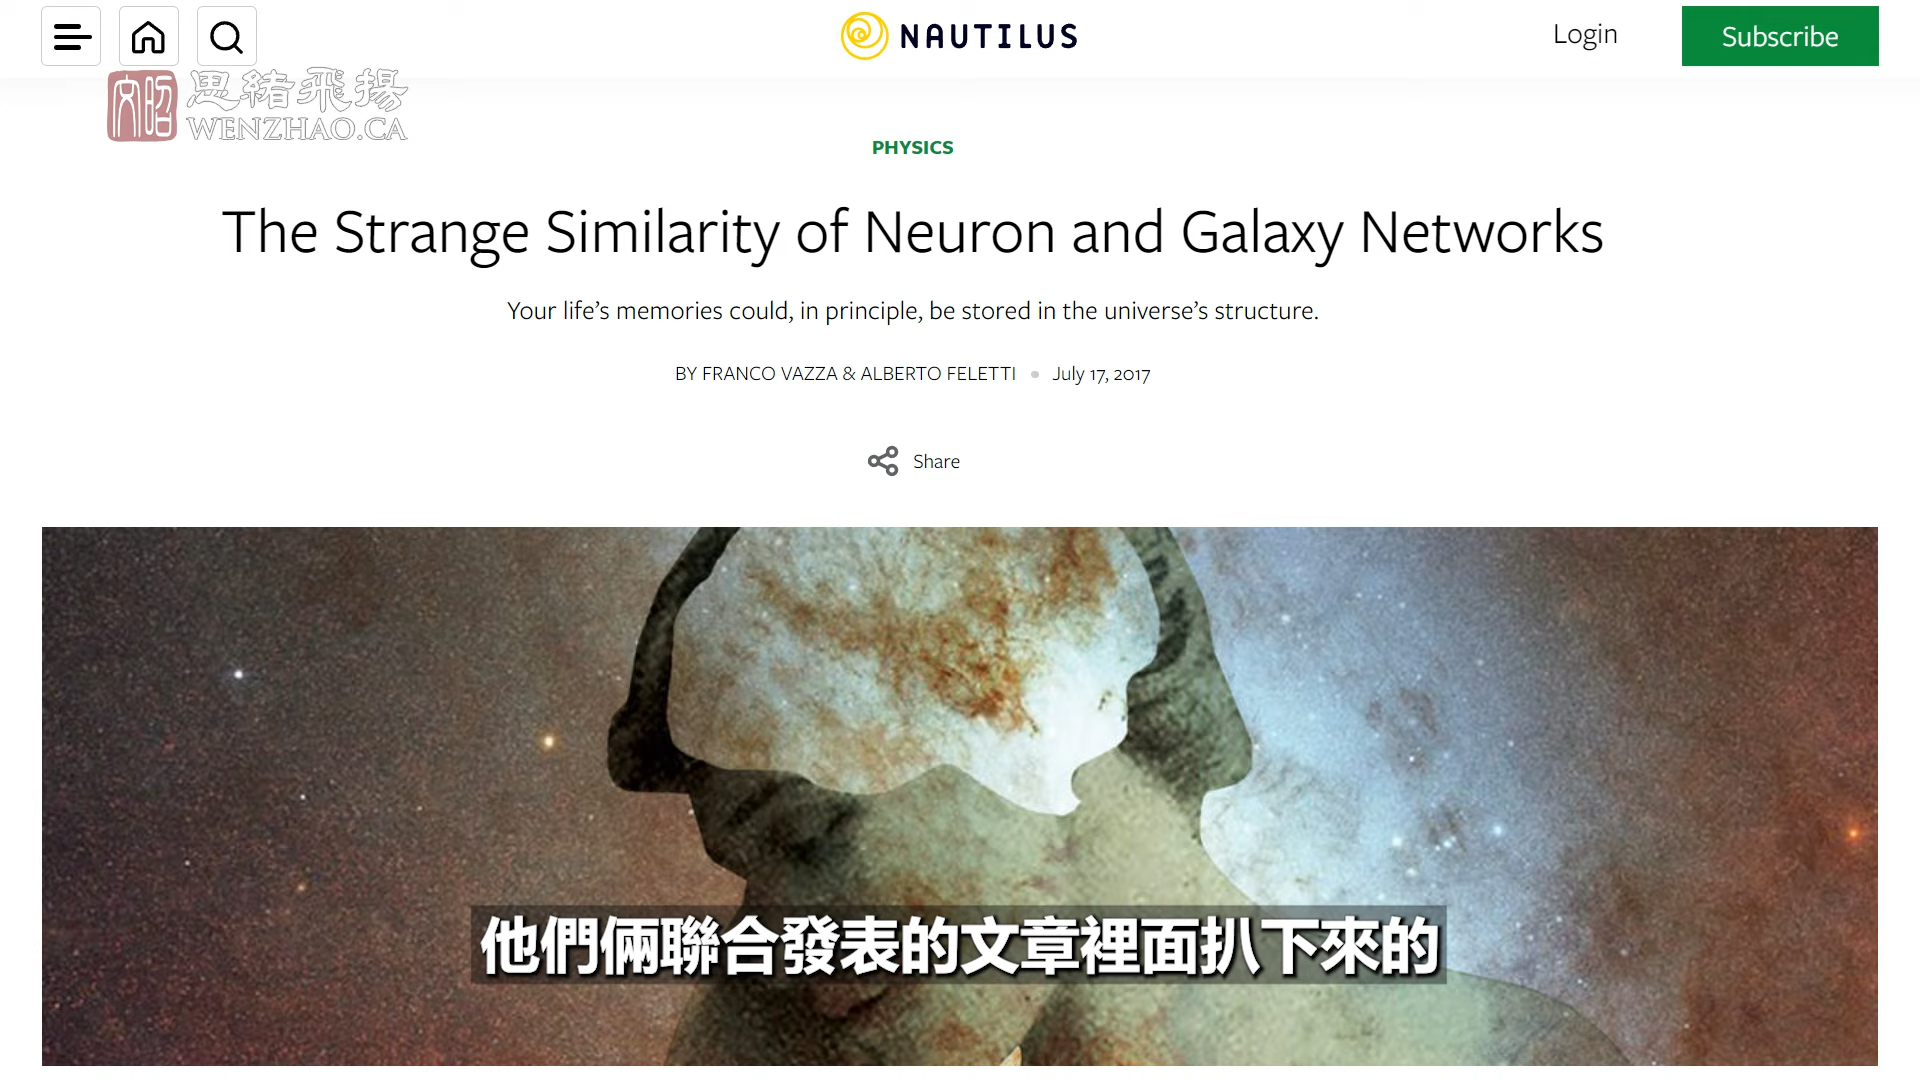 NAUTILUS
Login
Subscribe
文昭
思緒飛揚
WENZHAO.CA
PHYSICS
The Strange Similarity of Neuron and Galaxy Networks
Your life’s memories could, in principle, be stored in the universe’s structure.
BY FRANCO VAZZA & ALBERTO FELETTI • July 17, 2017
Share
他們倆聯合發表的文章裡面扒下來的